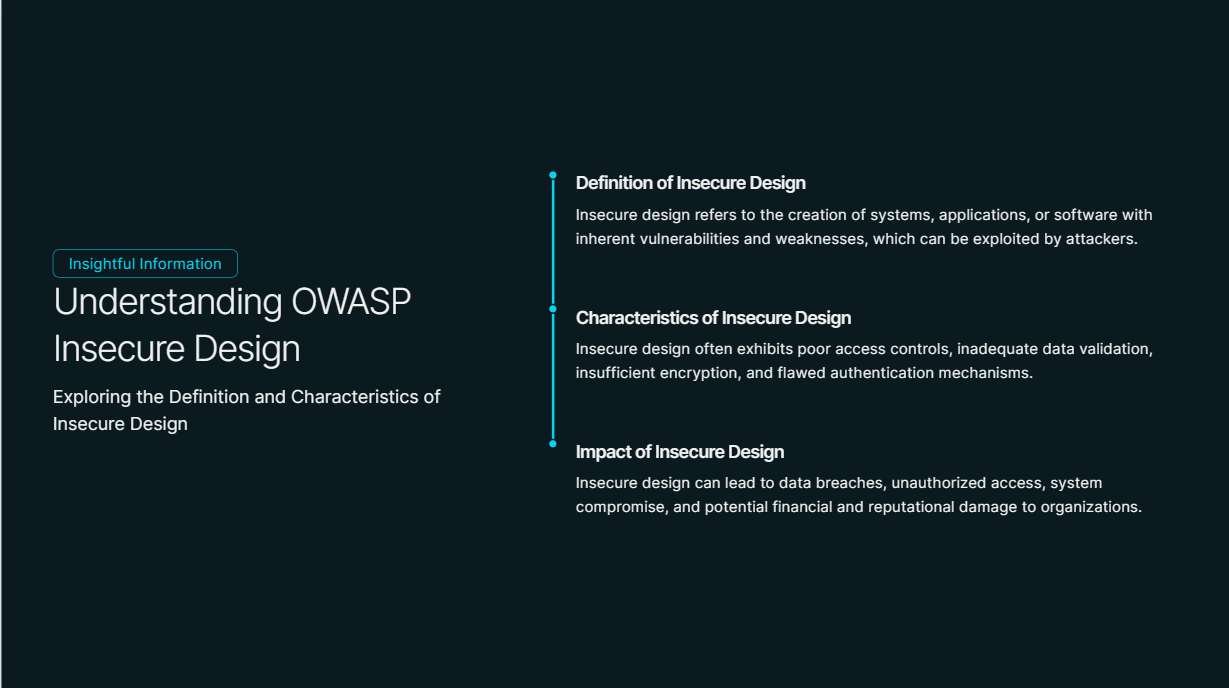 Insightful Information
Understanding OWASP
Insecure Design
Exploring the Definition and Characteristics of
Insecure Design
Definition of Insecure Design
Insecure design refers to the creation of systems, applications, or software with
inherent vulnerabilities and weaknesses, which can be exploited by attackers.
Characteristics of Insecure Design
Insecure design often exhibits poor access controls, inadequate data validation,
insufficient encryption, and flawed authentication mechanisms.
Impact of Insecure Design
Insecure design can lead to data breaches, unauthorized access, system
compromise, and potential financial and reputational damage to organizations.